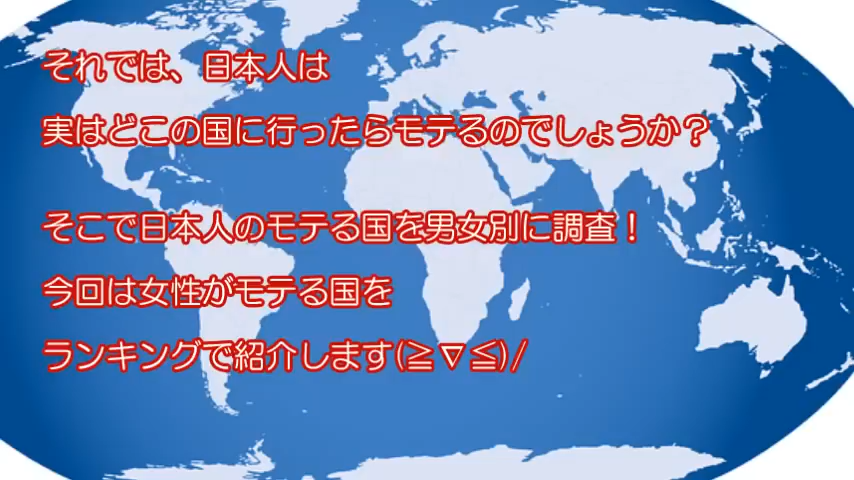 それでは、日本人は
実はどこの国に行ったらモテるのでしょうか？
そこで日本人のモテる国を男女別に調査！
今回は女性がモテる国を
ランキングで紹介します(≧▽≦)/